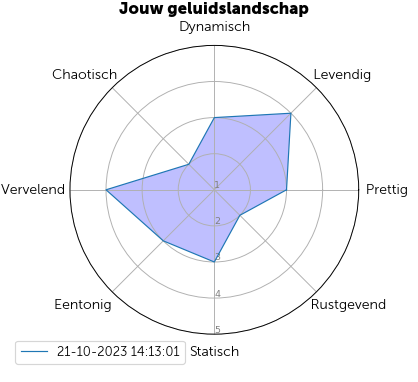 Jouw geluidslandschap
Dynamisch
Chaotisch
Levendig
Vervelend
1
Prettig
2
3
4
Eentonig
Rustgevend
5
21-10-2023 14:13:01
Statisch